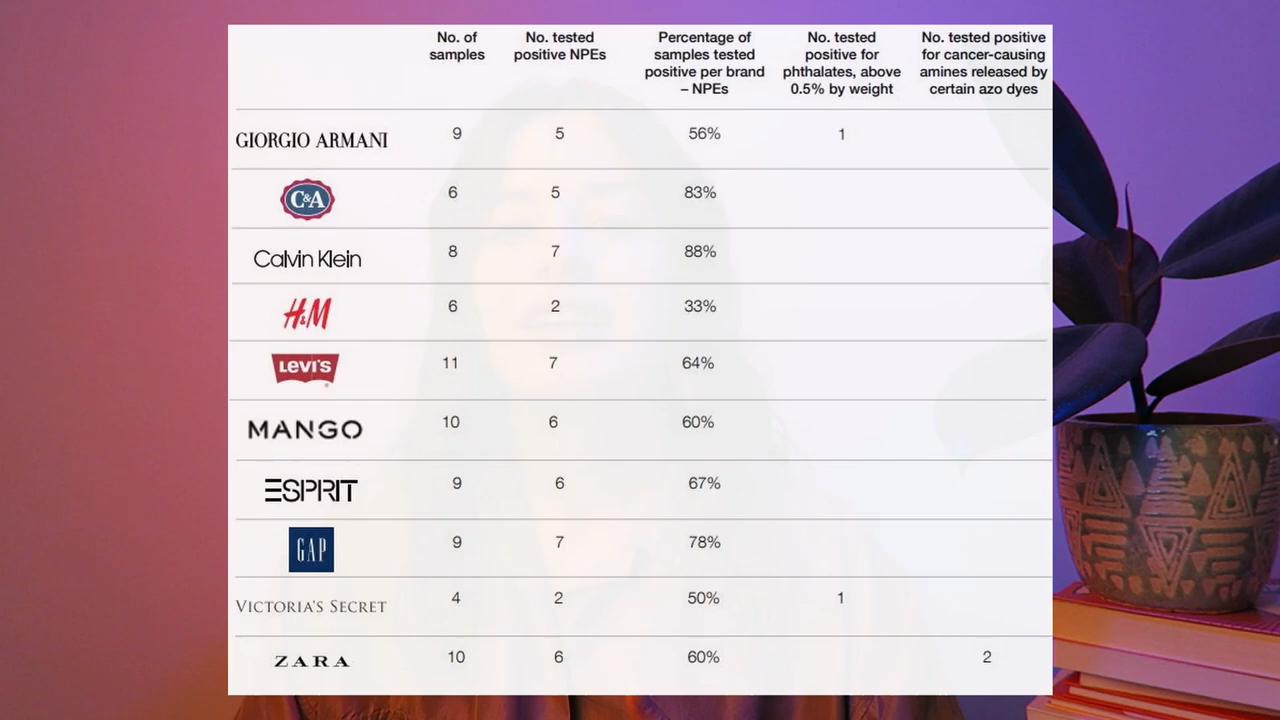 No. of samples No. tested positive NPEs Percentage of samples tested positive per brand – NPEs No. tested positive for phthalates, above 0.5% by weight No. tested positive for cancer-causing amines released by certain azo dyes
GIORGIO ARMANI 9 5 56% 1
C&A 6 5 83%
Calvin Klein 8 7 88%
H&M 6 2 33%
LEVI'S ® 11 7 64%
MANGO 10 6 60%
ESPRIT 9 6 67%
GAP 9 7 78%
VICTORIA'S SECRET 4 2 50% 1
ZARA 10 6 60% 2